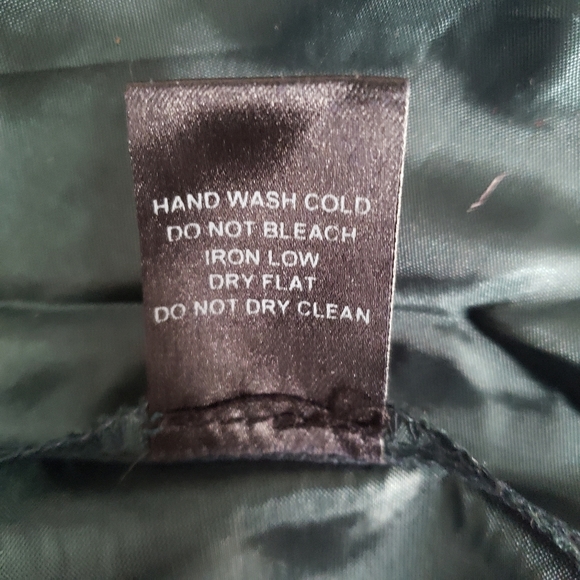 HAND WASH COLD
DO NOT BLEACH
IRON LOW
DRY FLAT
DO NOT DRY CLEAN